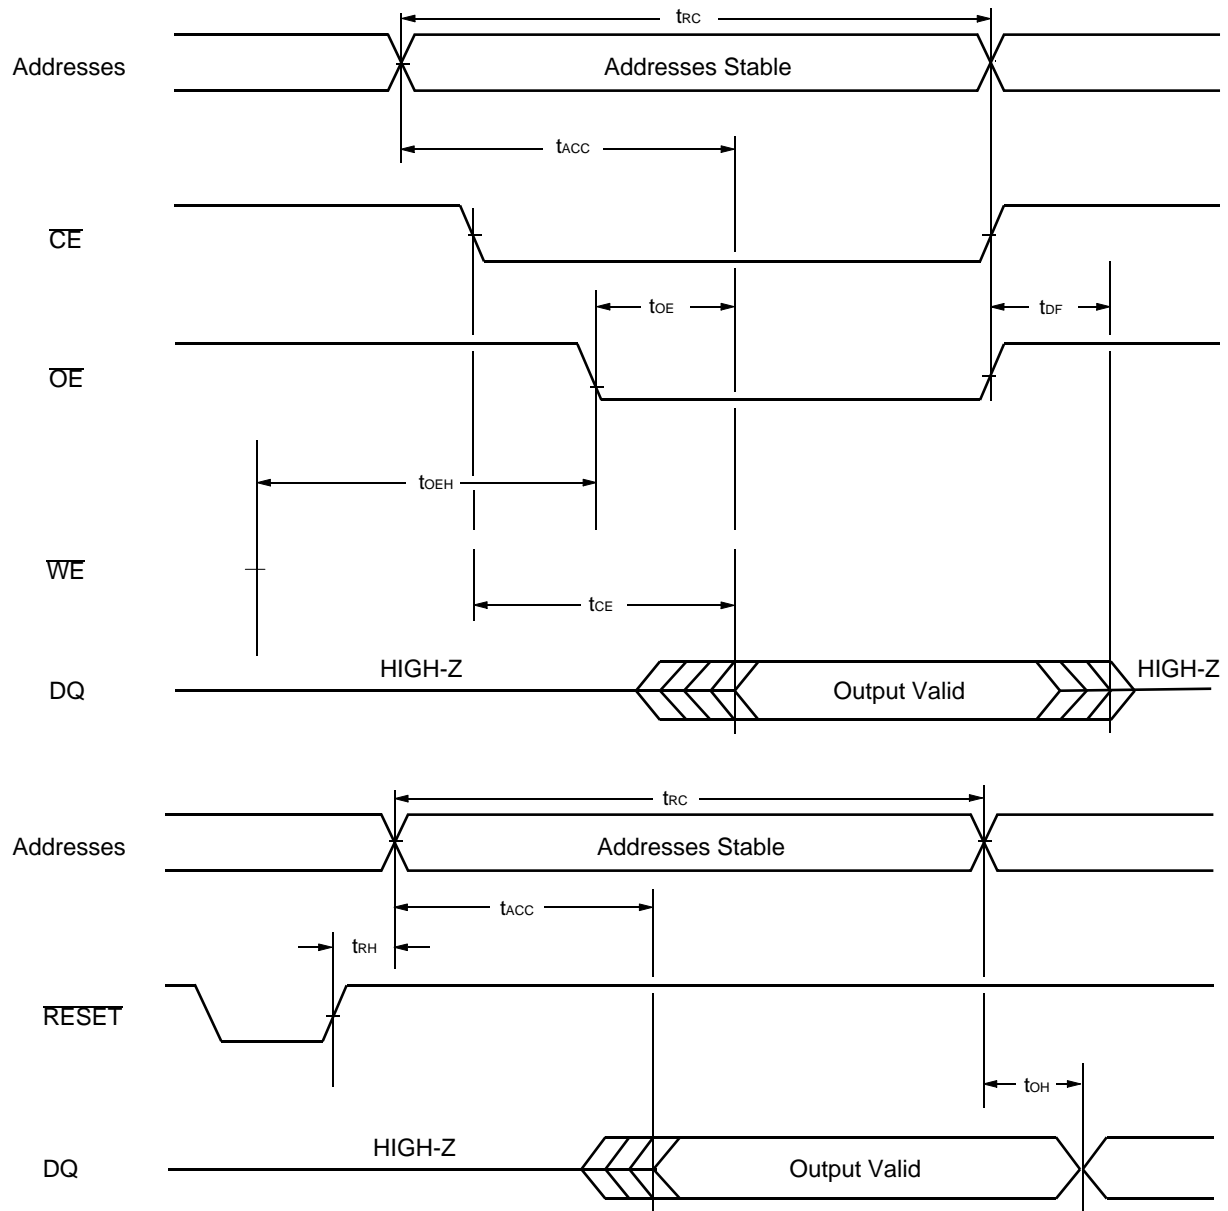 tRC
Addresses Addresses Stable
tACC
CE
tOE tDF
OE
tOEH
WE
tCE
HIGH-Z HIGH-Z
DQ Output Valid
tRC
Addresses Addresses Stable
tACC
tRH
RESET
tOH
HIGH-Z
DQ Output Valid